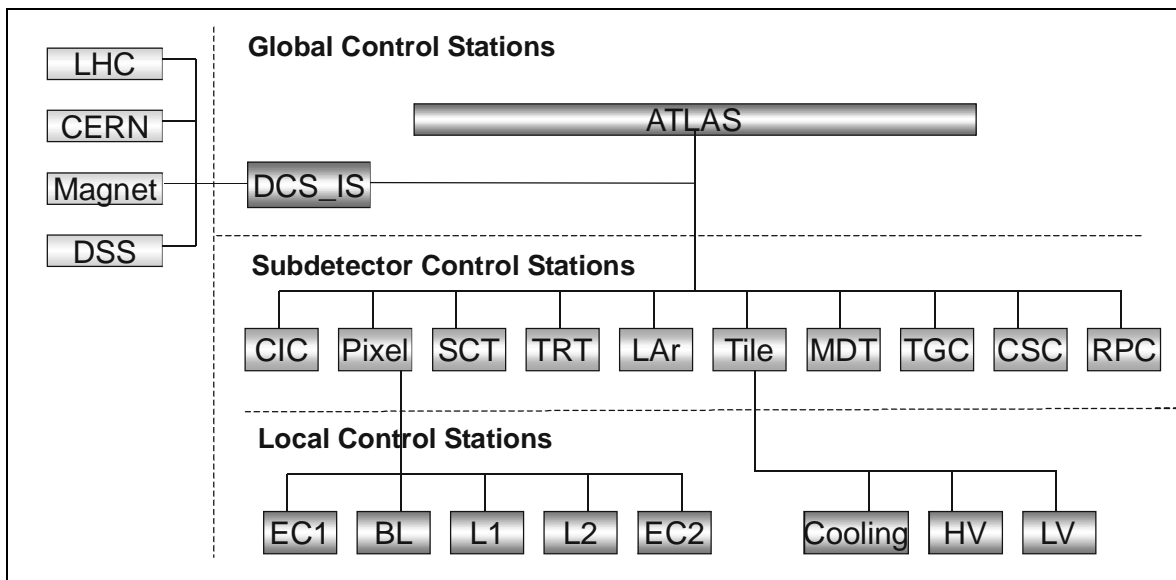 LHC
CERN
Magnet
DSS
Global Control Stations
ATLAS
DCS_IS
Subdetector Control Stations
CIC Pixel SCT TRT LAr Tile MDT TGC CSC RPC
Local Control Stations
EC1 BL L1 L2 EC2 Cooling HV LV